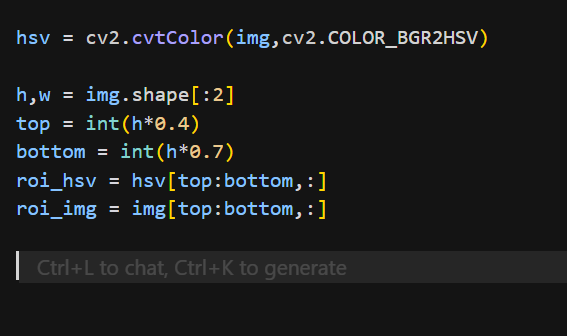 hsv = cv2.cvtColor(img,cv2.COLOR_BGR2HSV)
h,w = img.shape[:2]
top = int(h*0.4)
bottom = int(h*0.7)
roi_hsv = hsv[top:bottom,:]
roi_img = img[top:bottom,:]
Ctrl+L to chat, Ctrl+K to generate